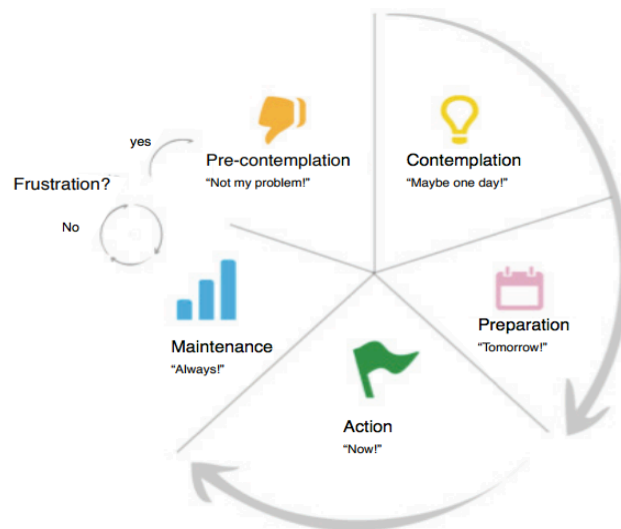 yes
Pre-contemplation
“Not my problem!”
Contemplation
“Maybe one day!”
Frustration?
No
Preparation
“Tomorrow!”
Maintenance
“Always!”
Action
“Now!”